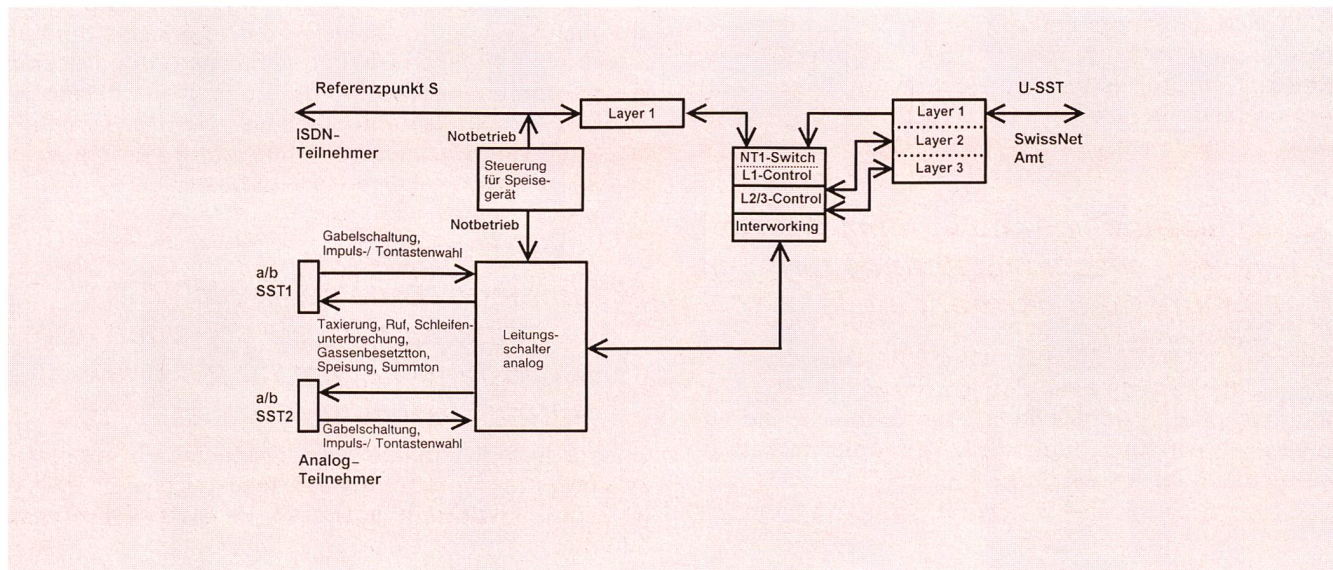 Referenzpunkt S
ISDN–
Teilnehmer
Notbetrieb
Layer 1
U-SST
Layer 1
Layer 2
Layer 3
SwissNet
Amt
NT1-Switch
L1-Control
L2/3-Control
Interworking
Steuerung
für Speise-
gerät
Notbetrieb
Gabelschaltung,
Impuls-/ Tontastenwahl
a/b
SST1
Taxierung, Ruf, Schleifen-
unterbrechung,
Gassenbesetztton,
Speisung, Summton
Leitungs-
schalter
analog
a/b
SST2
Gabelschaltung,
Impuls-/ Tontastenwahl
Analog–
Teilnehmer